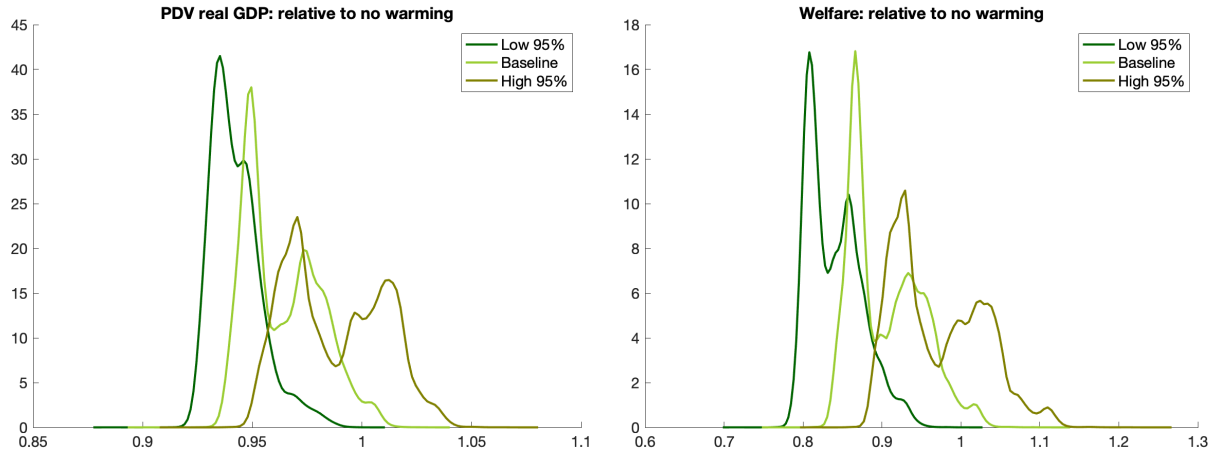 PDV real GDP: relative to no warming
45
40
35
30
25
20
15
10
5
0
0.85 0.9 0.95 1 1.05 1.1
Low 95%
Baseline
High 95%
Welfare: relative to no warming
18
16
14
12
10
8
6
4
2
0
0.6 0.7 0.8 0.9 1 1.1 1.2 1.3
Low 95%
Baseline
High 95%